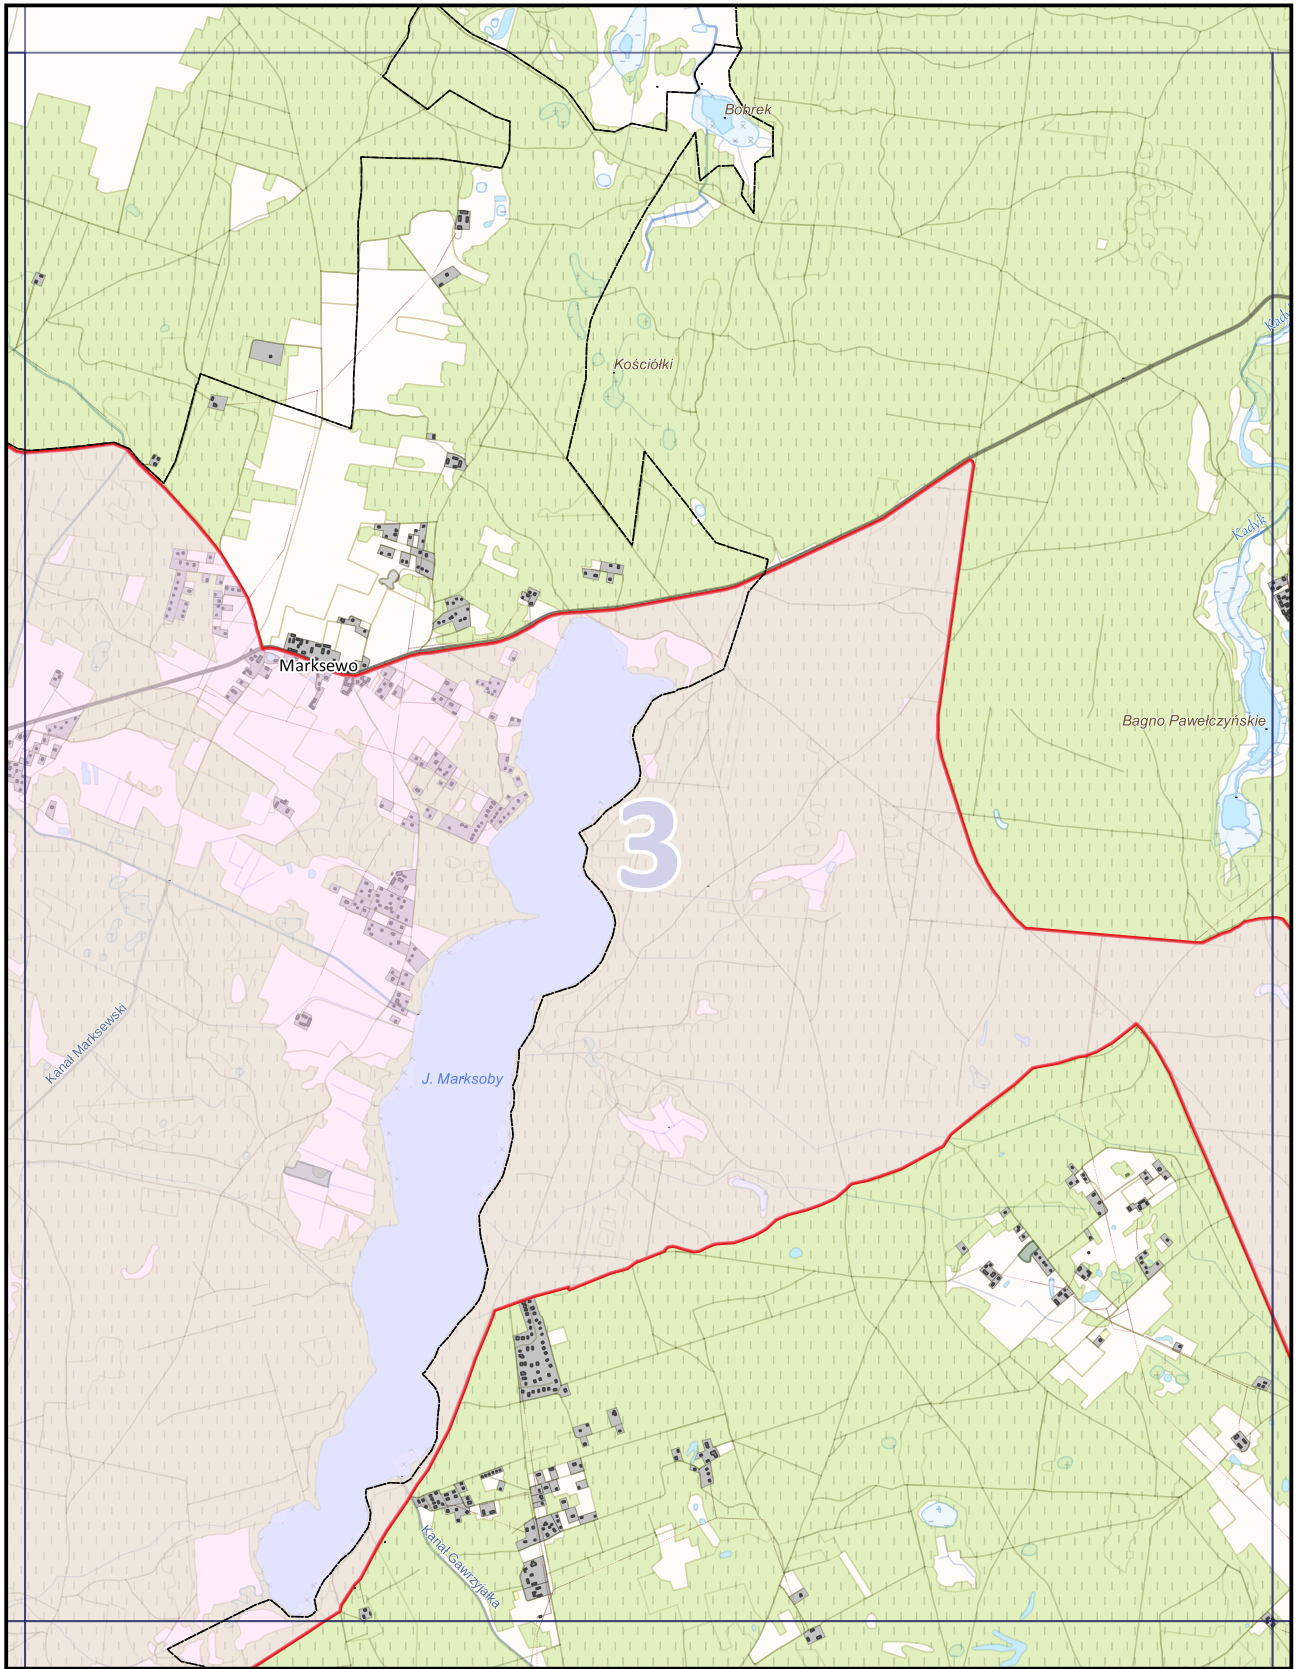 Bobrek
Kadyk
Kościółki
Kadyk
Marksewo
Bagno Pawełczyńskie
3
Kanał Marksewski
J. Marksoby
Kanał Gawrzyjałka